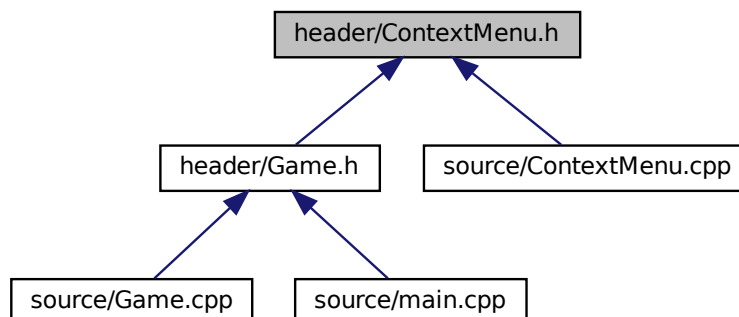 header/ContextMenu.h
header/Game.h
source/ContextMenu.cpp
source/Game.cpp
source/main.cpp